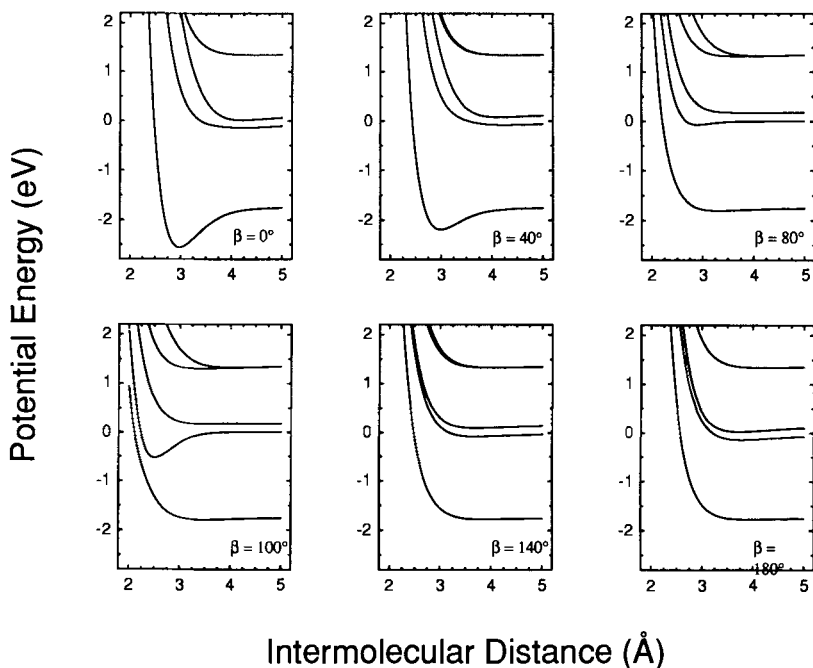 2
1
0
-1
-2
β = 0°
2 3 4 5
2
1
0
-1
-2
β = 40°
2 3 4 5
2
1
0
-1
-2
β = 80°
2 3 4 5
2
1
0
-1
-2
β = 100°
2 3 4 5
2
1
0
-1
-2
β = 140°
2 3 4 5
2
1
0
-1
-2
β =
180°
2 3 4 5
Potential Energy (eV)
Intermolecular Distance (Å)